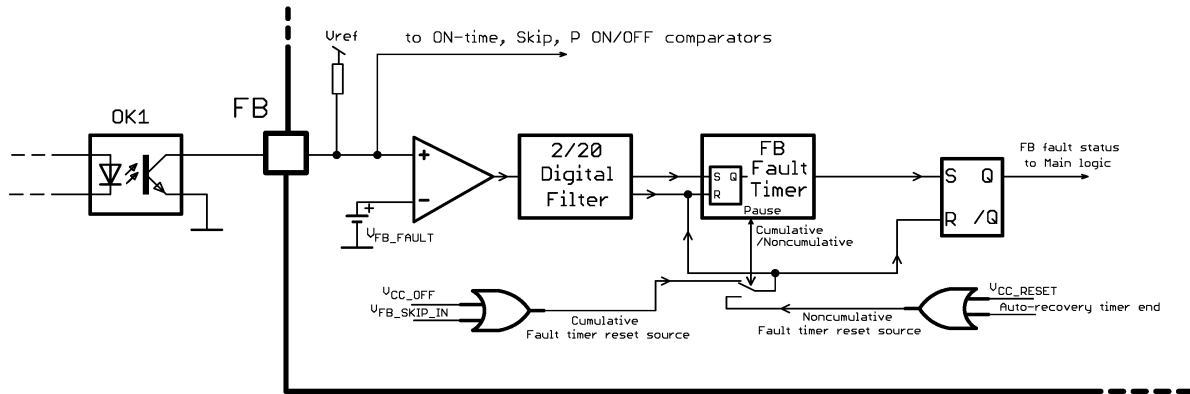 Vref
to ON-time, Skip, P ON/OFF comparators
FB
OK1
+
-
+
VFB_FAULT
2/20
Digital
Filter
FB
Fault
Timer
S Q
R
Pause
Cumulative
/Noncumulative
S Q
R /Q
FB fault status
to Main logic
VCC_OFF
VFB_SKIP_IN
Cumulative
Fault timer reset source
Noncumulative
Fault timer reset source
VCC_RESET
Auto-recovery timer end